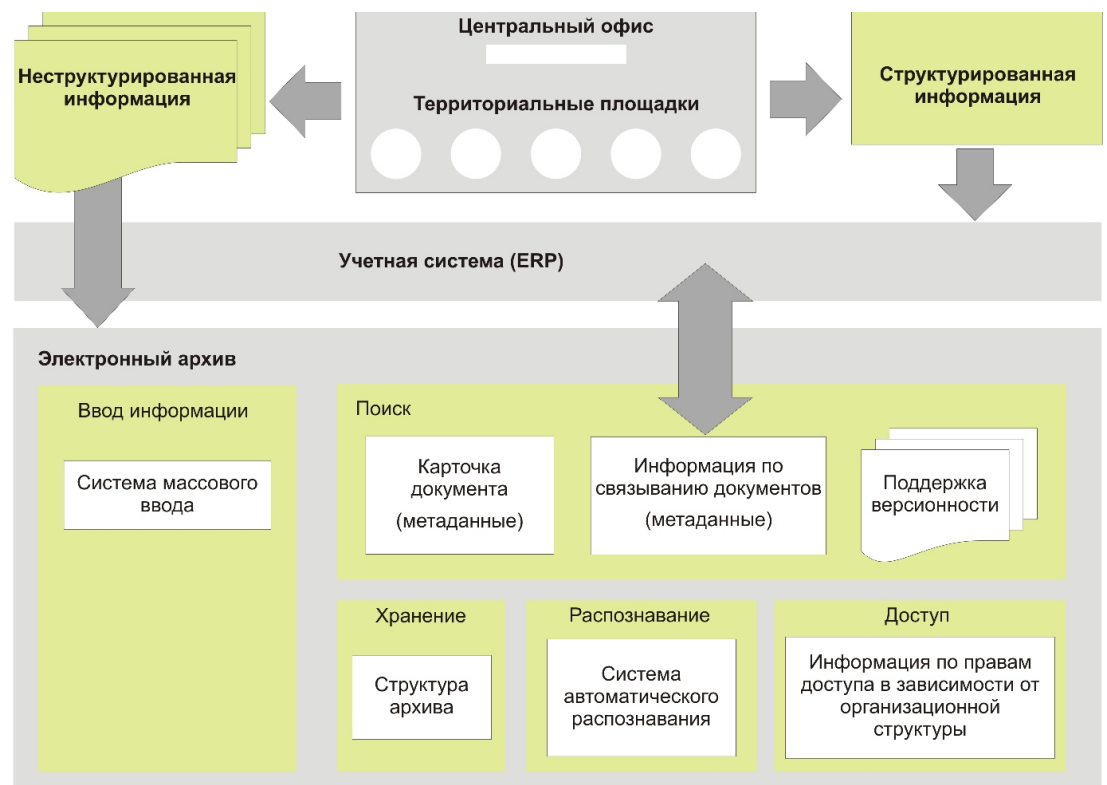 Центральный офис
Неструктурированная
информация
Структурированная
информация
Территориальные площадки
Учетная система (ERP)
Электронный архив
Ввод информации
Система массового
ввода
Поиск
Карточка
документа
(метаданные)
Информация по
связыванию документов
(метаданные)
Поддержка
версионности
Хранение
Структура
архива
Распознавание
Система
автоматического
распознавания
Доступ
Информация по правам
доступа в зависимости от
организационной
структуры